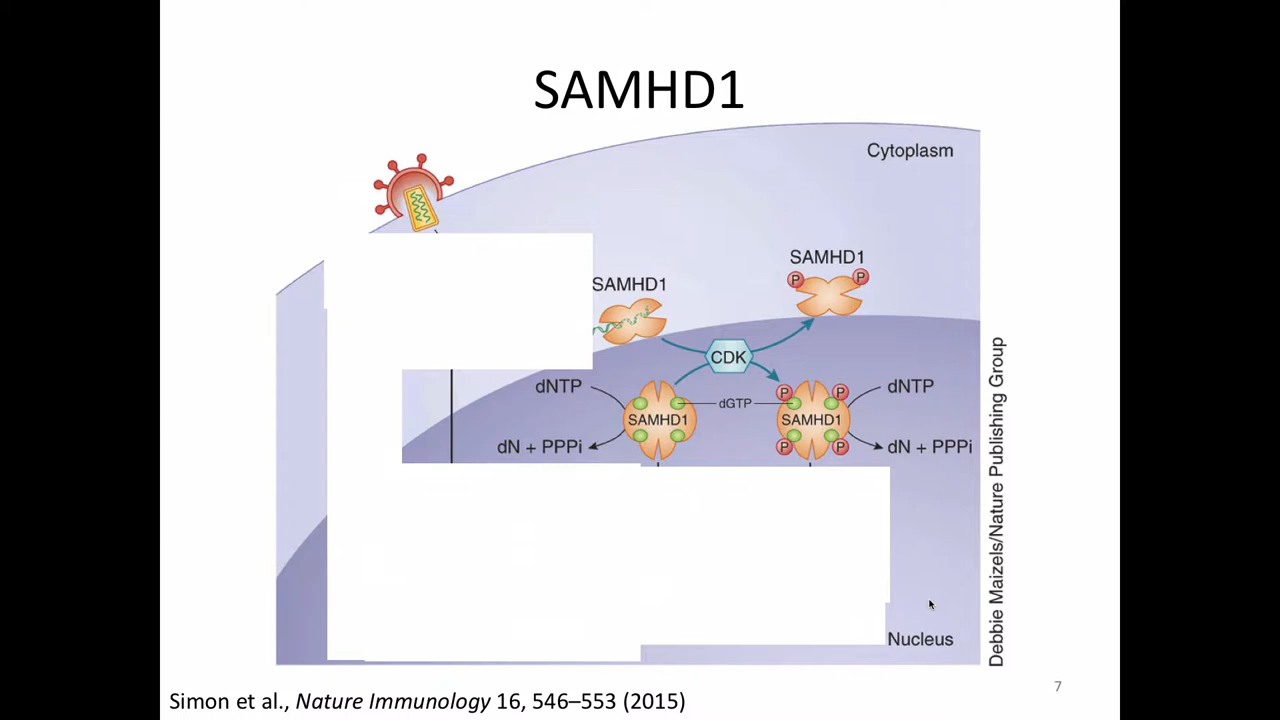 SAMHD1
Cytoplasm
SAMHD1
P P
SAMHD1
CDK
dNTP
dN + PPPi
SAMHD1
dGTP
P P
SAMHD1
P P
dNTP
dN + PPPi
Nucleus
Debbie Maizels/Nature Publishing Group
Simon et al., Nature Immunology 16, 546–553 (2015)
7